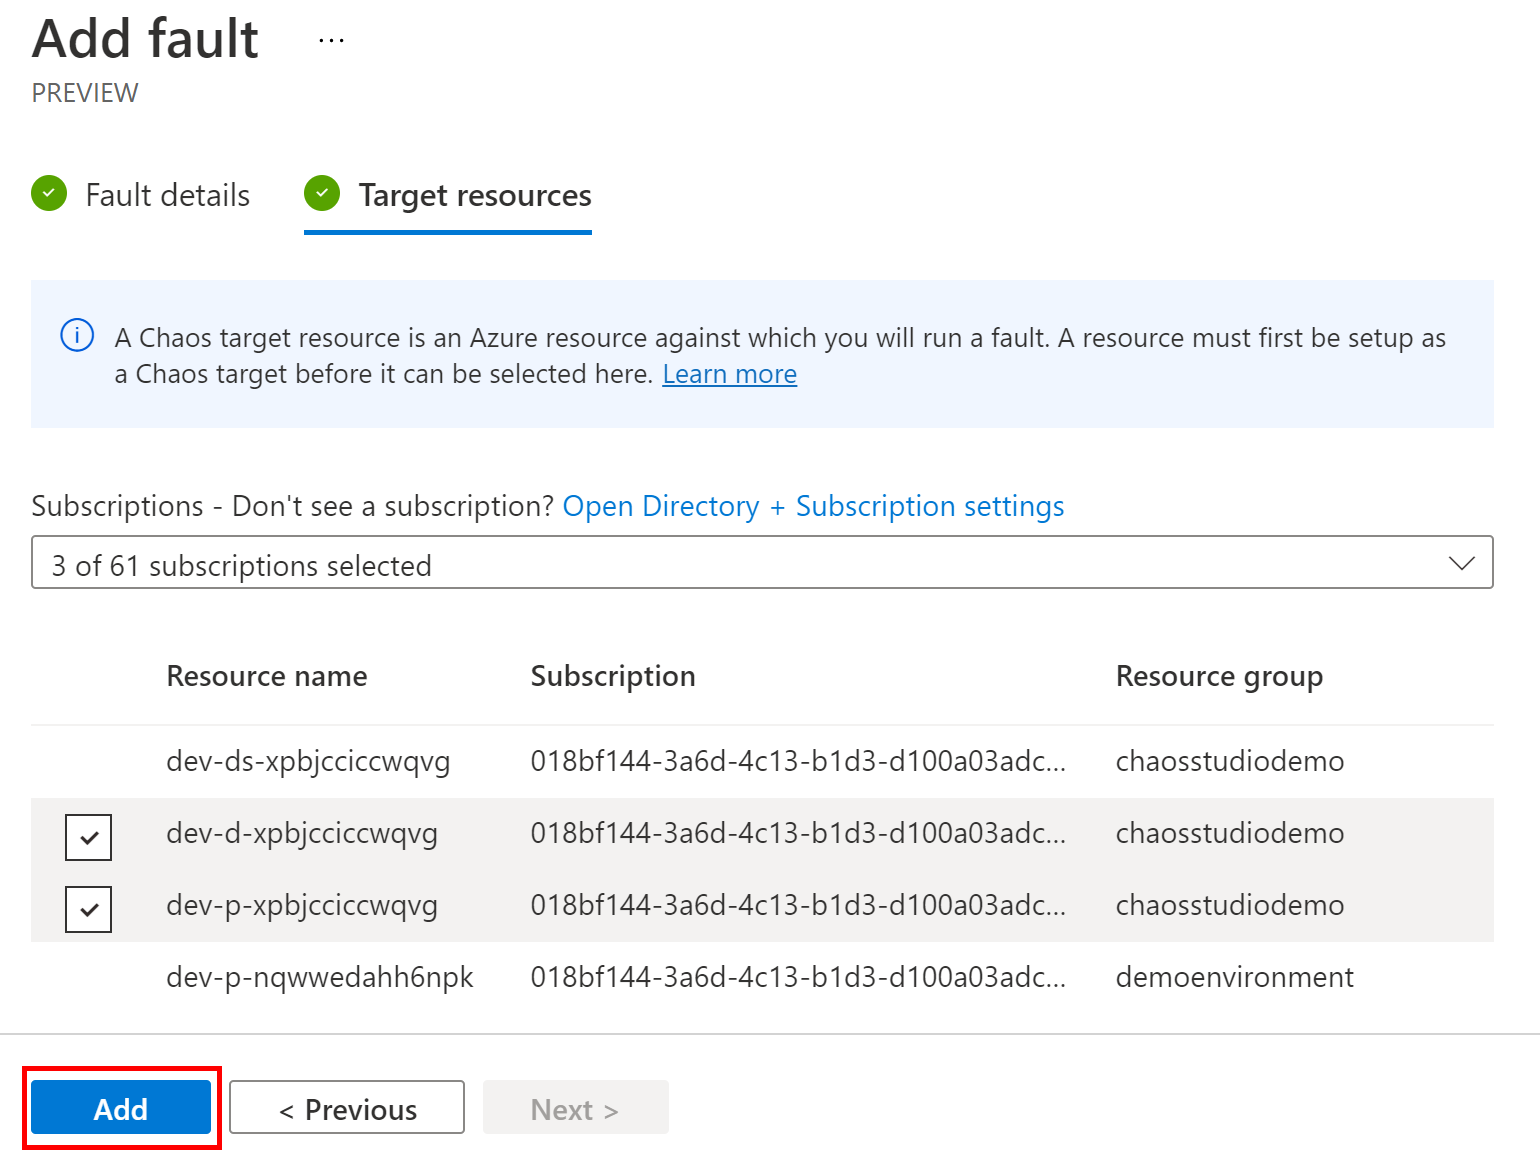 Add fault ...
PREVIEW
Fault details Target resources
A Chaos target resource is an Azure resource against which you will run a fault. A resource must first be setup as
a Chaos target before it can be selected here. Learn more
Subscriptions - Don't see a subscription? Open Directory + Subscription settings
3 of 61 subscriptions selected
Resource name Subscription Resource group
dev-ds-xpbjcciccwqvg 018bf144-3a6d-4c13-b1d3-d100a03adc... chaosstudiodemo
dev-d-xpbjcciccwqvg 018bf144-3a6d-4c13-b1d3-d100a03adc... chaosstudiodemo
dev-p-xpbjcciccwqvg 018bf144-3a6d-4c13-b1d3-d100a03adc... chaosstudiodemo
dev-p-nqwwedahh6npk 018bf144-3a6d-4c13-b1d3-d100a03adc... demoenvironment
Add < Previous Next >